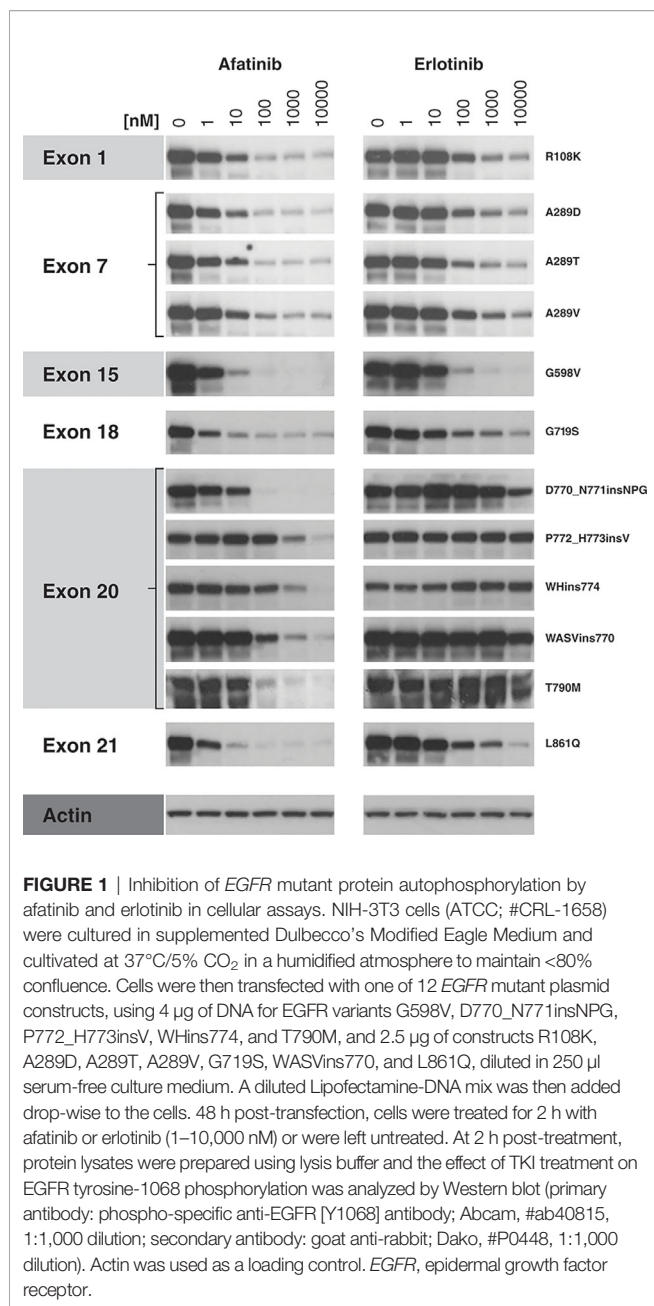 Afatinib Erlotinib
[nM] 0 1 10 100 1000 10000 0 1 10 100 1000 10000
Exon 1 R108K
A289D
Exon 7 A289T
A289V
Exon 15 G598V
Exon 18 G719S
D770_N771insNPG
P772_H773insV
Exon 20 WHins774
WASVins770
T790M
Exon 21 L861Q
Actin
FIGURE 1 | Inhibition of EGFR mutant protein autophosphorylation by
afatinib and erlotinib in cellular assays. NIH-3T3 cells (ATCC; #CRL-1658)
were cultured in supplemented Dulbecco's Modified Eagle Medium and
cultivated at 37°C/5% CO₂ in a humidified atmosphere to maintain <80%
confluence. Cells were then transfected with one of 12 EGFR mutant plasmid
constructs, using 4 µg of DNA for EGFR variants G598V, D770_N771insNPG,
P772_H773insV, WHins774, and T790M, and 2.5 µg of constructs R108K,
A289D, A289T, A289V, G719S, WASVins770, and L861Q, diluted in 250 µl
serum-free culture medium. A diluted Lipofectamine-DNA mix was then added
drop-wise to the cells. 48 h post-transfection, cells were treated for 2 h with
afatinib or erlotinib (1–10,000 nM) or were left untreated. At 2 h post-treatment,
protein lysates were prepared using lysis buffer and the effect of TKI treatment on
EGFR tyrosine-1068 phosphorylation was analyzed by Western blot (primary
antibody: phospho-specific anti-EGFR [Y1068] antibody; Abcam, #ab40815,
1:1,000 dilution; secondary antibody: goat anti-rabbit; Dako, #P0448, 1:1,000
dilution). Actin was used as a loading control. EGFR, epidermal growth factor
receptor.